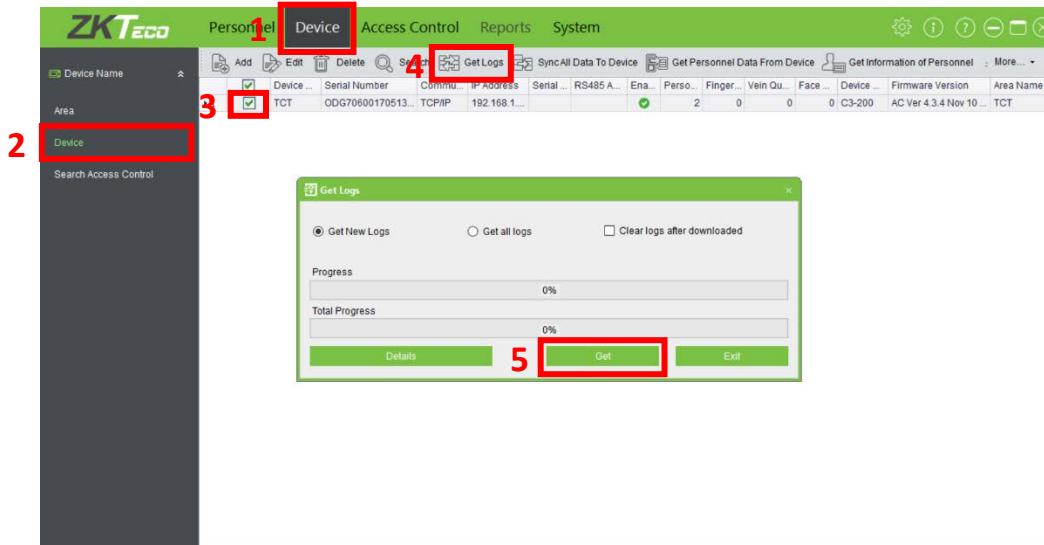 ZKTeco Personnel Device Access Control Reports System
1
Add Edit Delete Search Get Logs Sync All Data To Device Get Personnel Data From Device Get Information of Personnel More...
4
Device Name
Device ... Serial Number Commu... IP Address Serial ... RS485 A... Ena... Perso... Finger... Vein Qu... Face ... Device ... Firmware Version Area Name
3 TCT ODG70600170513... TCP/IP 192.168.1.... 2 0 0 0 C3-200 AC Ver 4.3.4 Nov 10 ... TCT
Area
2 Device
Search Access Control
Get Logs
Get New Logs Get all logs Clear logs after downloaded
Progress
0%
Total Progress
0%
Details 5 Get Exit